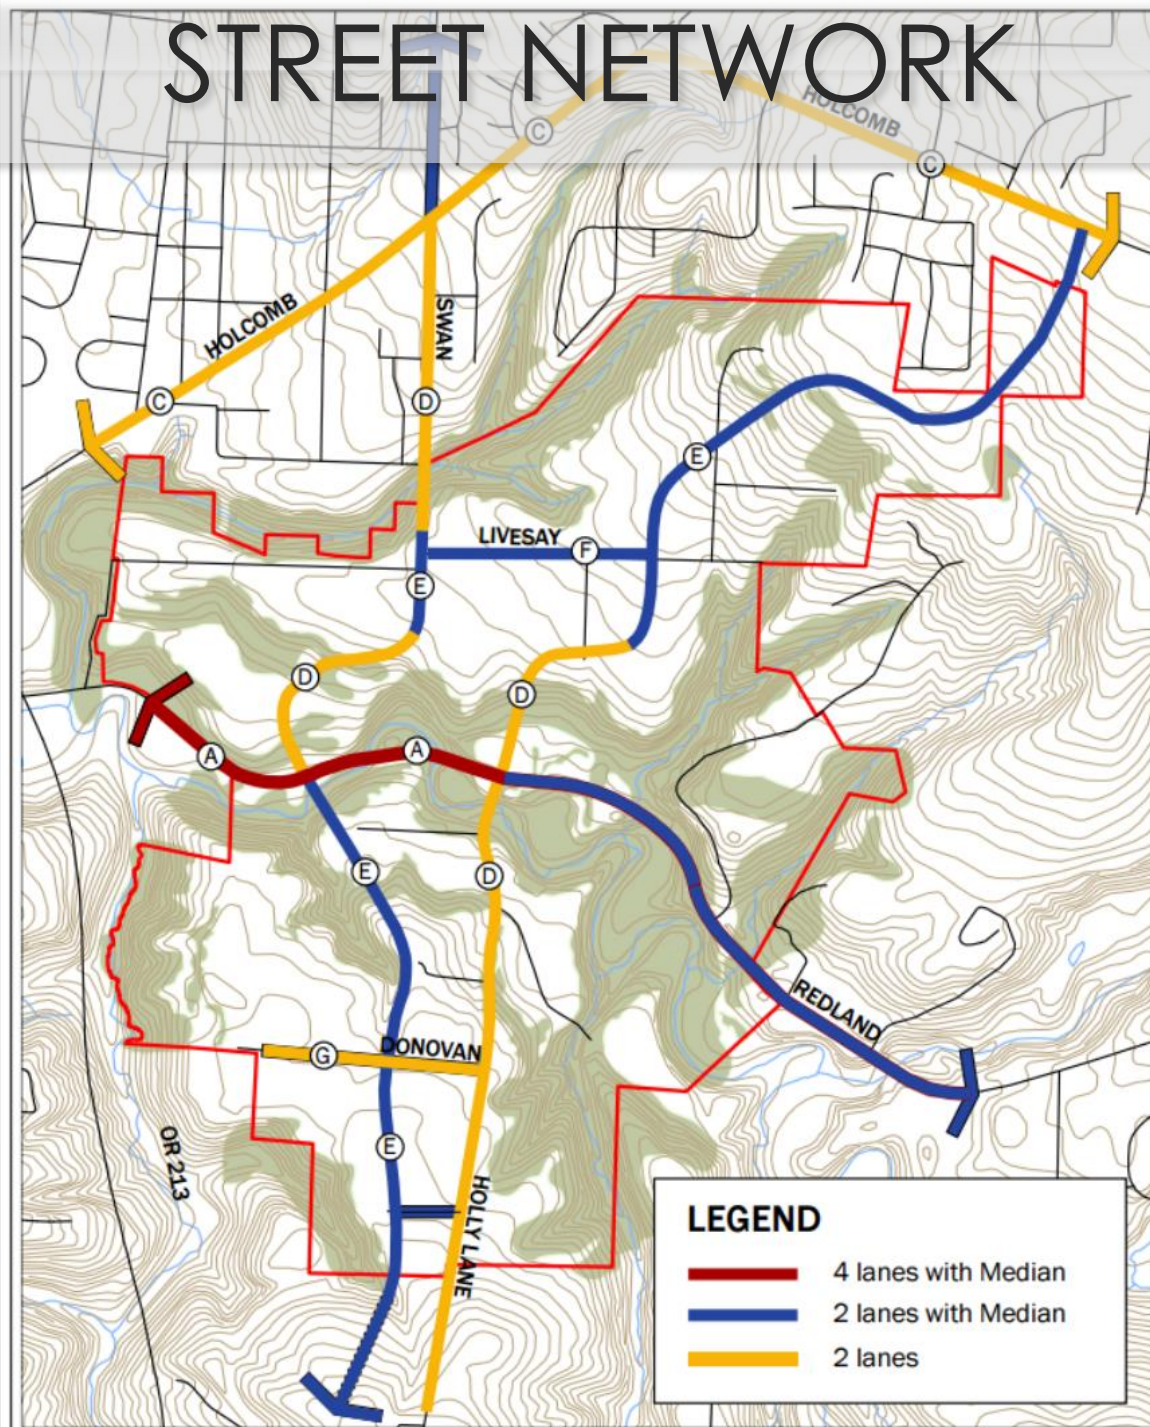 STREET NETWORK
HOLCOMB
C
C
HOLCOMB
SWAN
C
D
E
LIVESAY
F
E
D
D
A
A
E
D
REDLAND
DONOVAN
G
OR 213
E
HOLLY LANE
LEGEND
4 lanes with Median
2 lanes with Median
2 lanes